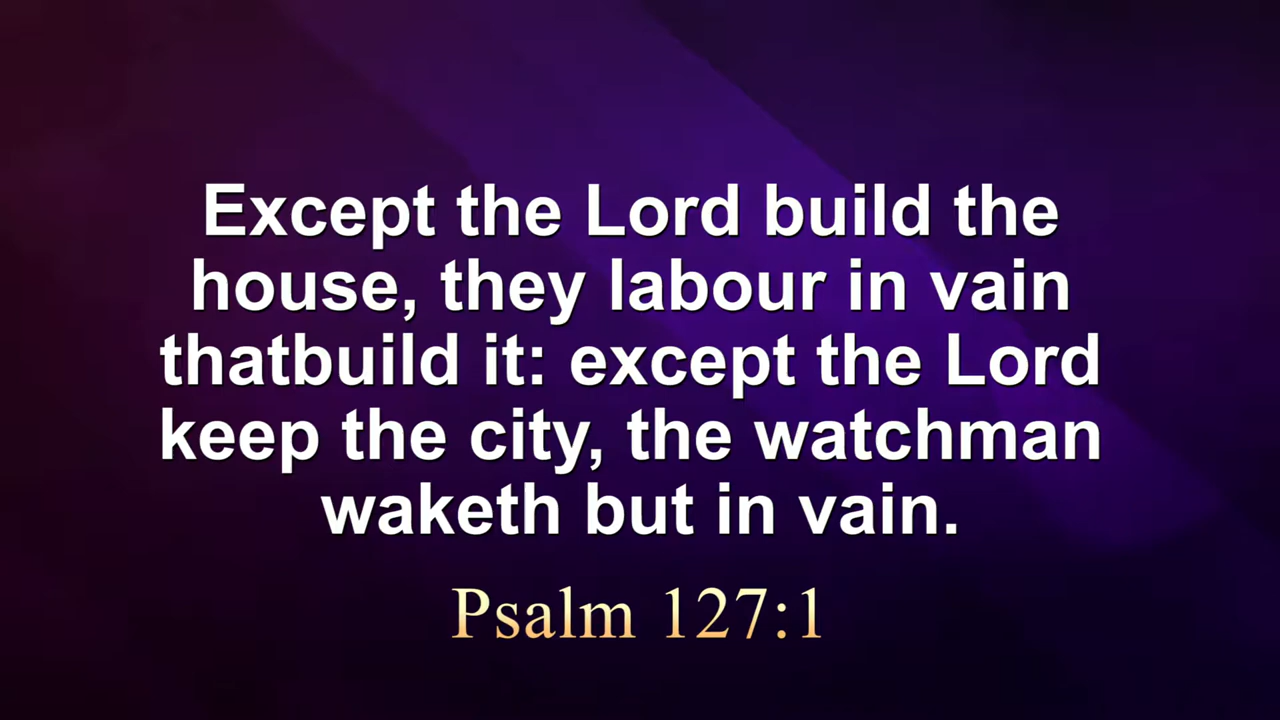 Except the Lord build the
house, they labour in vain
thatbuild it: except the Lord
keep the city, the watchman
waketh but in vain.
Psalm 127:1